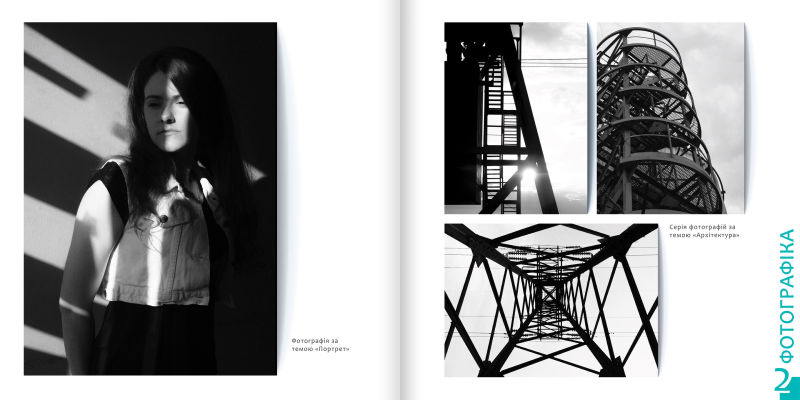 Фотографія за
темою «Портрет»
Серія фотографій за
темою «Архітектура»
ФОТОГРАФІКА
2